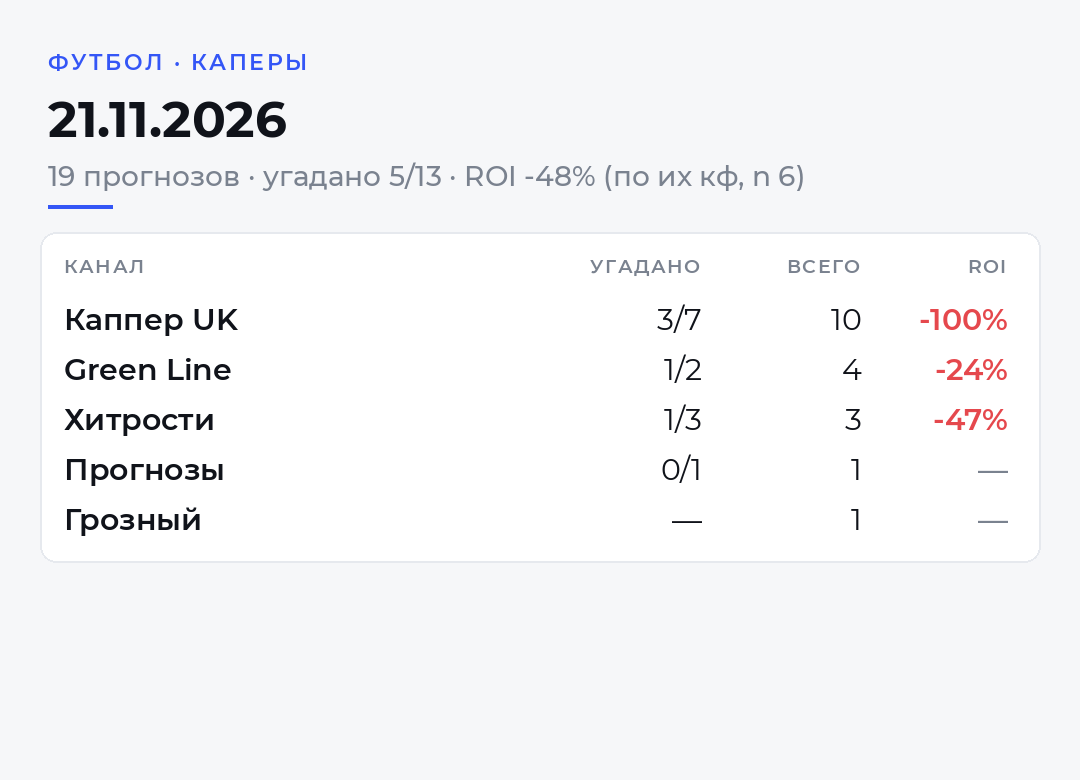 ФУТБОЛ · КАПЕРЫ
21.11.2026
19 прогнозов · угадано 5/13 · ROI -48% (по их кф, n 6)
КАНАЛ УГАДАНО ВСЕГО ROI
Каппер UK 3/7 10 -100%
Green Line 1/2 4 -24%
Хитрости 1/3 3 -47%
Прогнозы 0/1 1 —
Грозный — 1 —